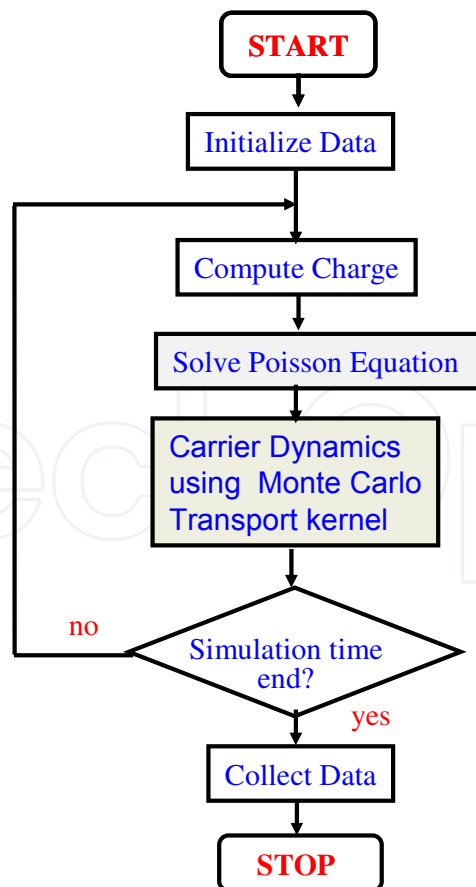 START
Initialize Data
Compute Charge
Solve Poisson Equation
Carrier Dynamics
using Monte Carlo
Transport kernel
no
Simulation time
end?
yes
Collect Data
STOP